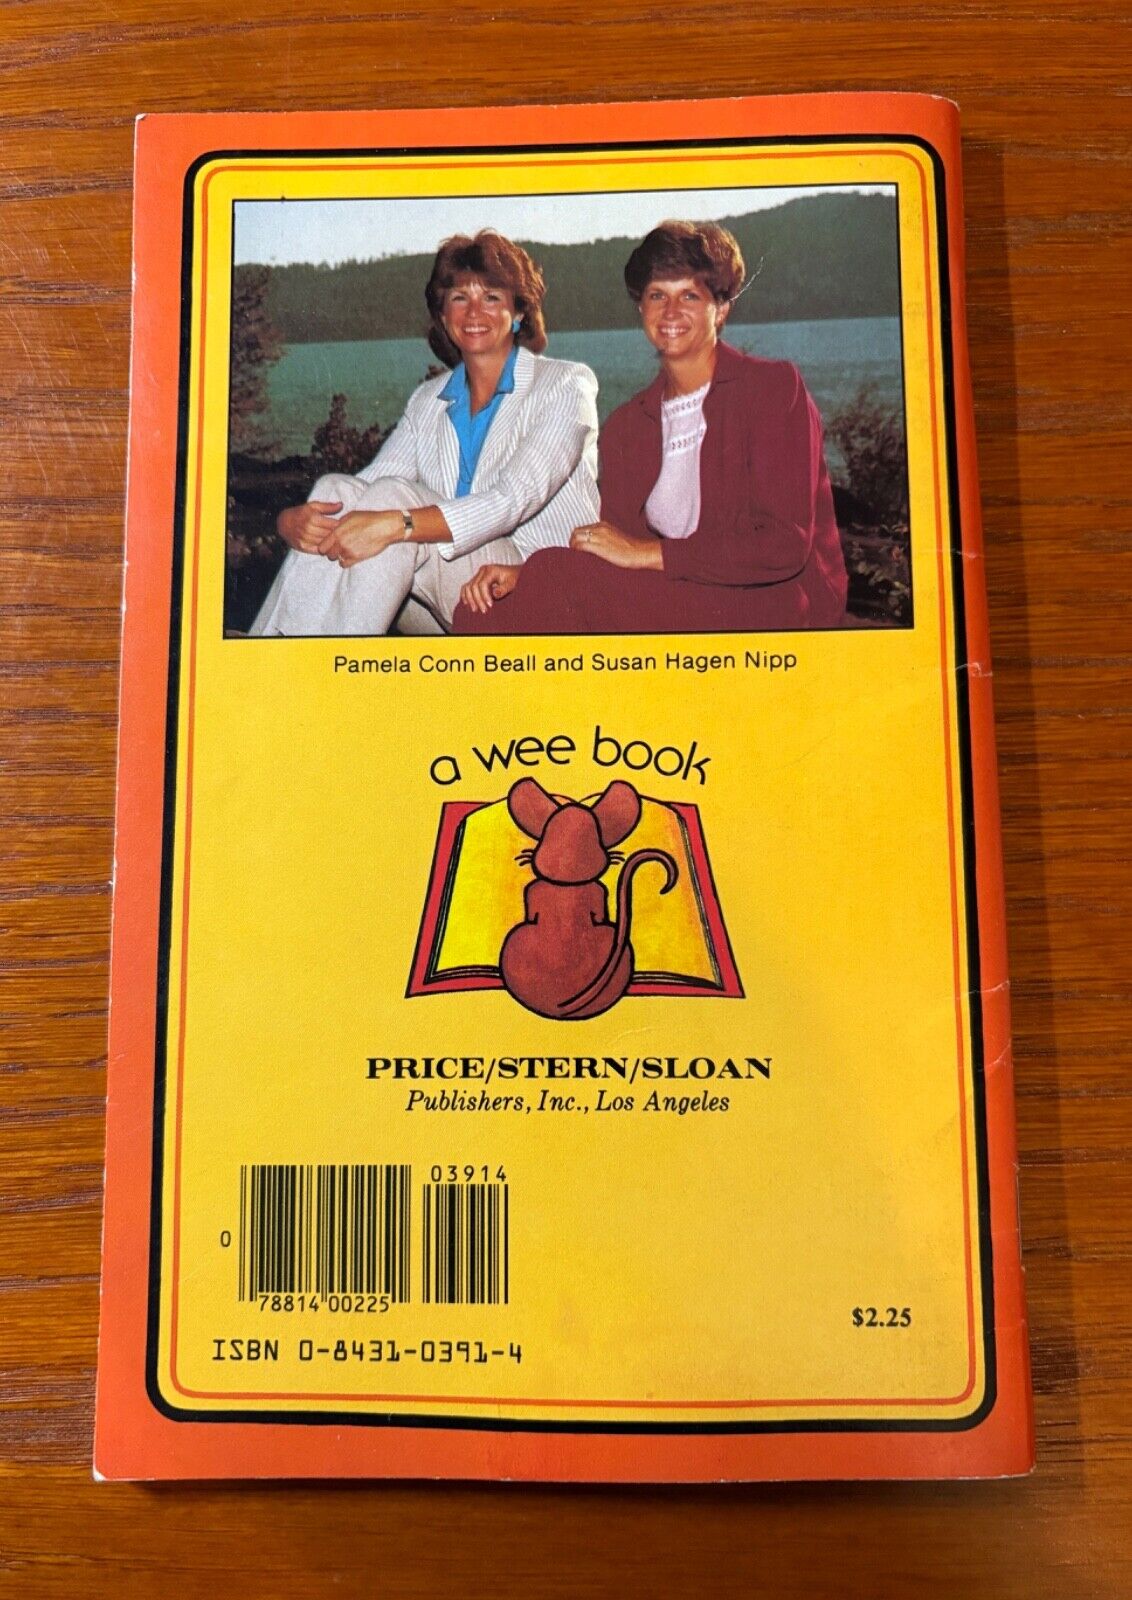 Pamela Conn Beall and Susan Hagen Nipp
a wee book
PRICE/STERN/SLOAN
Publishers, Inc., Los Angeles
03914
0
78814 00225
$2.25
ISBN 0-8431-0391-4